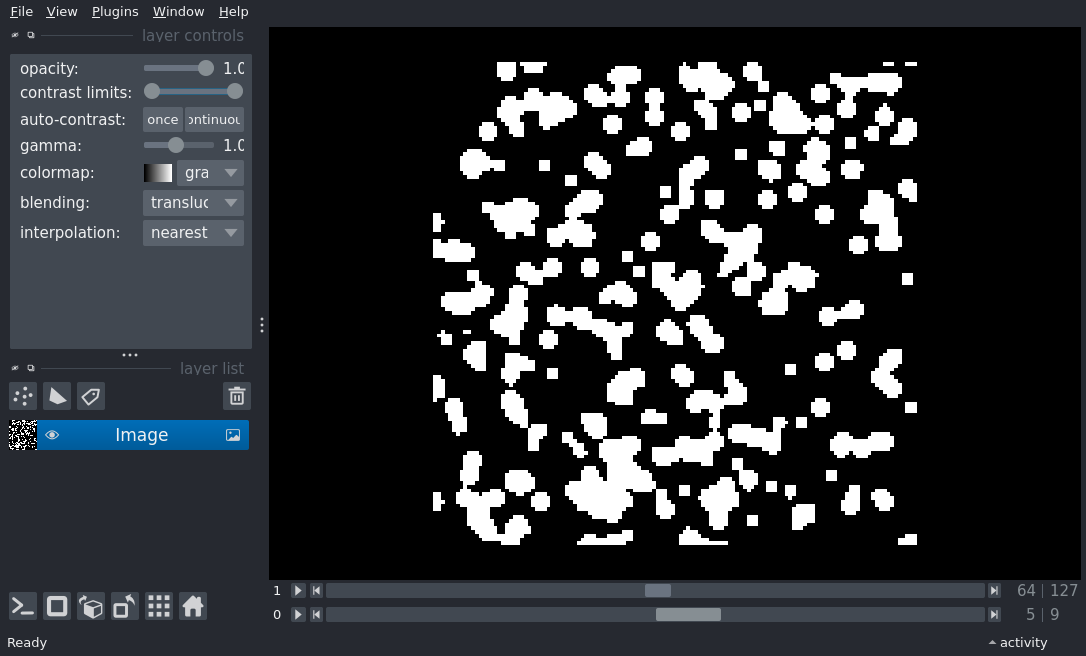 File View Plugins Window Help
layer controls
opacity: 1.0
contrast limits:
auto-contrast: once ontinuou
gamma: 1.0
colormap: gra
blending: transluc
interpolation: nearest
layer list
Image
1 64 | 127
0 5 | 9
Ready activity